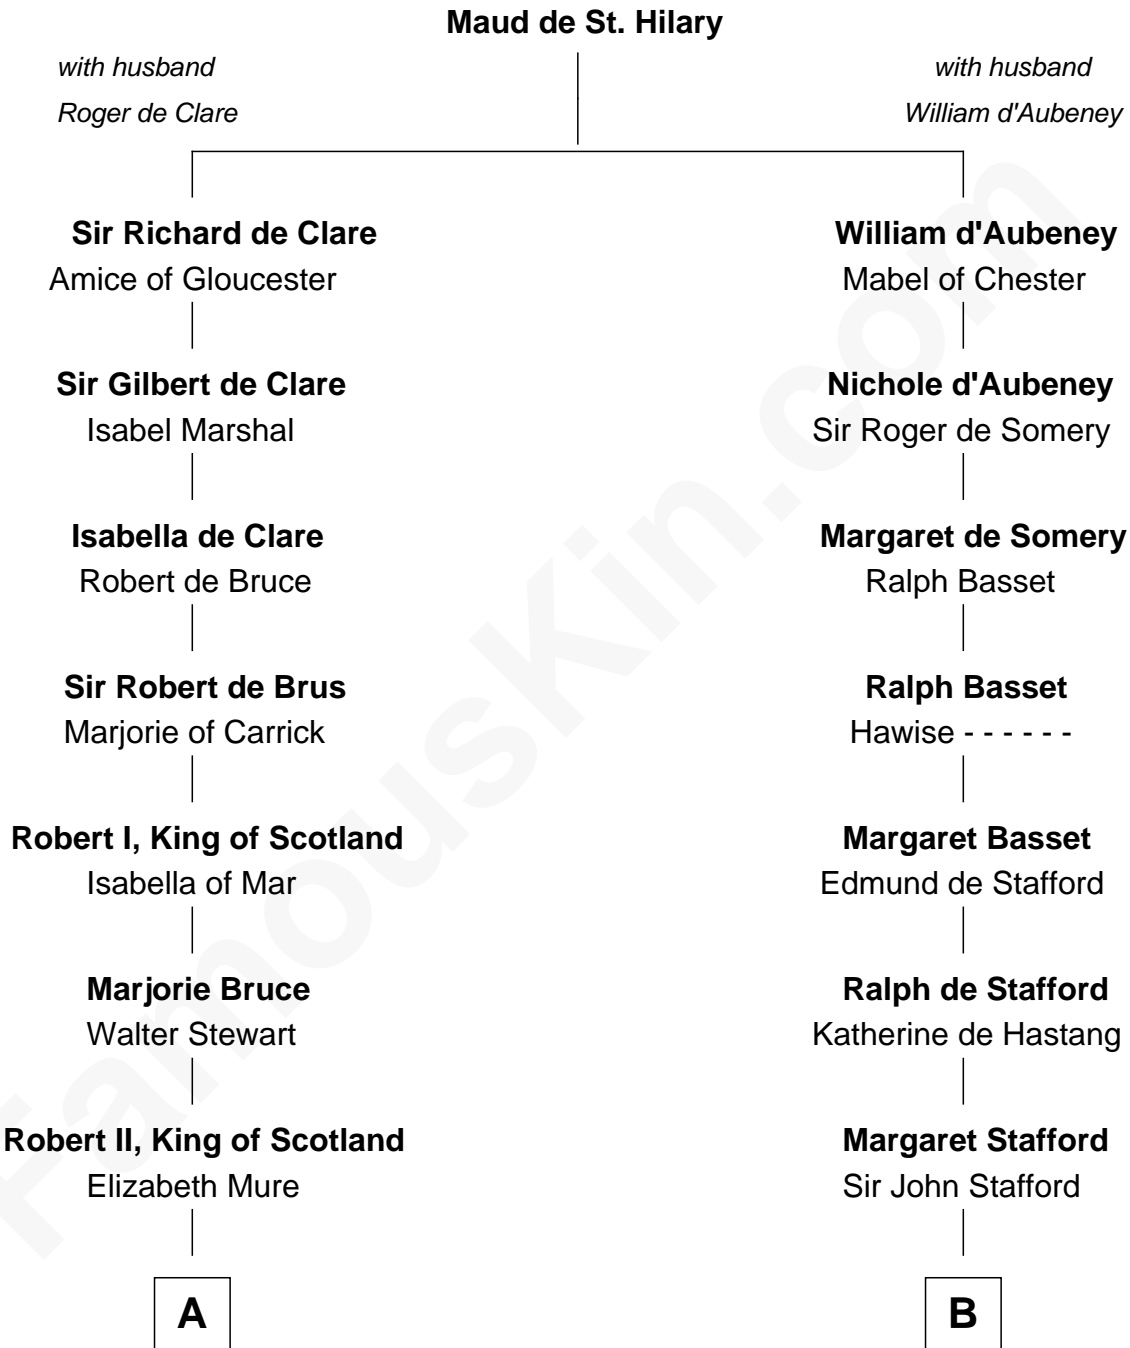 Maud de St. Hilary
with husband
Roger de Clare
with husband
William d'Aubeney
Sir Richard de Clare
Amice of Gloucester
William d'Aubeney
Mabel of Chester
Sir Gilbert de Clare
Isabel Marshal
Nichole d'Aubeney
Sir Roger de Somery
Isabella de Clare
Robert de Bruce
Margaret de Somery
Ralph Basset
Sir Robert de Brus
Marjorie of Carrick
Ralph Basset
Hawise - - - - - -
Robert I, King of Scotland
Isabella of Mar
Margaret Basset
Edmund de Stafford
Marjorie Bruce
Walter Stewart
Ralph de Stafford
Katherine de Hastang
Robert II, King of Scotland
Elizabeth Mure
Margaret Stafford
Sir John Stafford
A
B
FamousKin.com